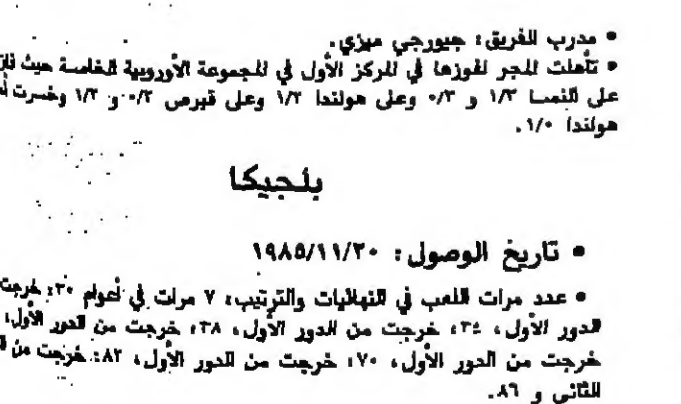 • مدرب الفريق: جيورجي ميزي.
• تأهلت المجر لفوزها في المركز الأول في المجموعة الأوروبية الخامسة حيث
على النمسا ١/٣ و ٠/٣ وعلى هولندا ١/٢ وعلى قبرص ٠/٢ و ١/٢ وخسرت
هولندا ١/٠.
بلجيكا
• تاريخ الوصول: ١٩٨٥/١١/٢٠
• عدد مرات اللعب في النهائيات والترتيب، ٧ مرات في أعوام ٣٠: خرجت
الدور الأول، ٣٤: خرجت من الدور الأول، ٣٨: خرجت من الدور الأول،
خرجت من الدور الأول، ٧٠: خرجت من الدور الأول، ٨٢: خرجت من
الثاني و ٨٦.